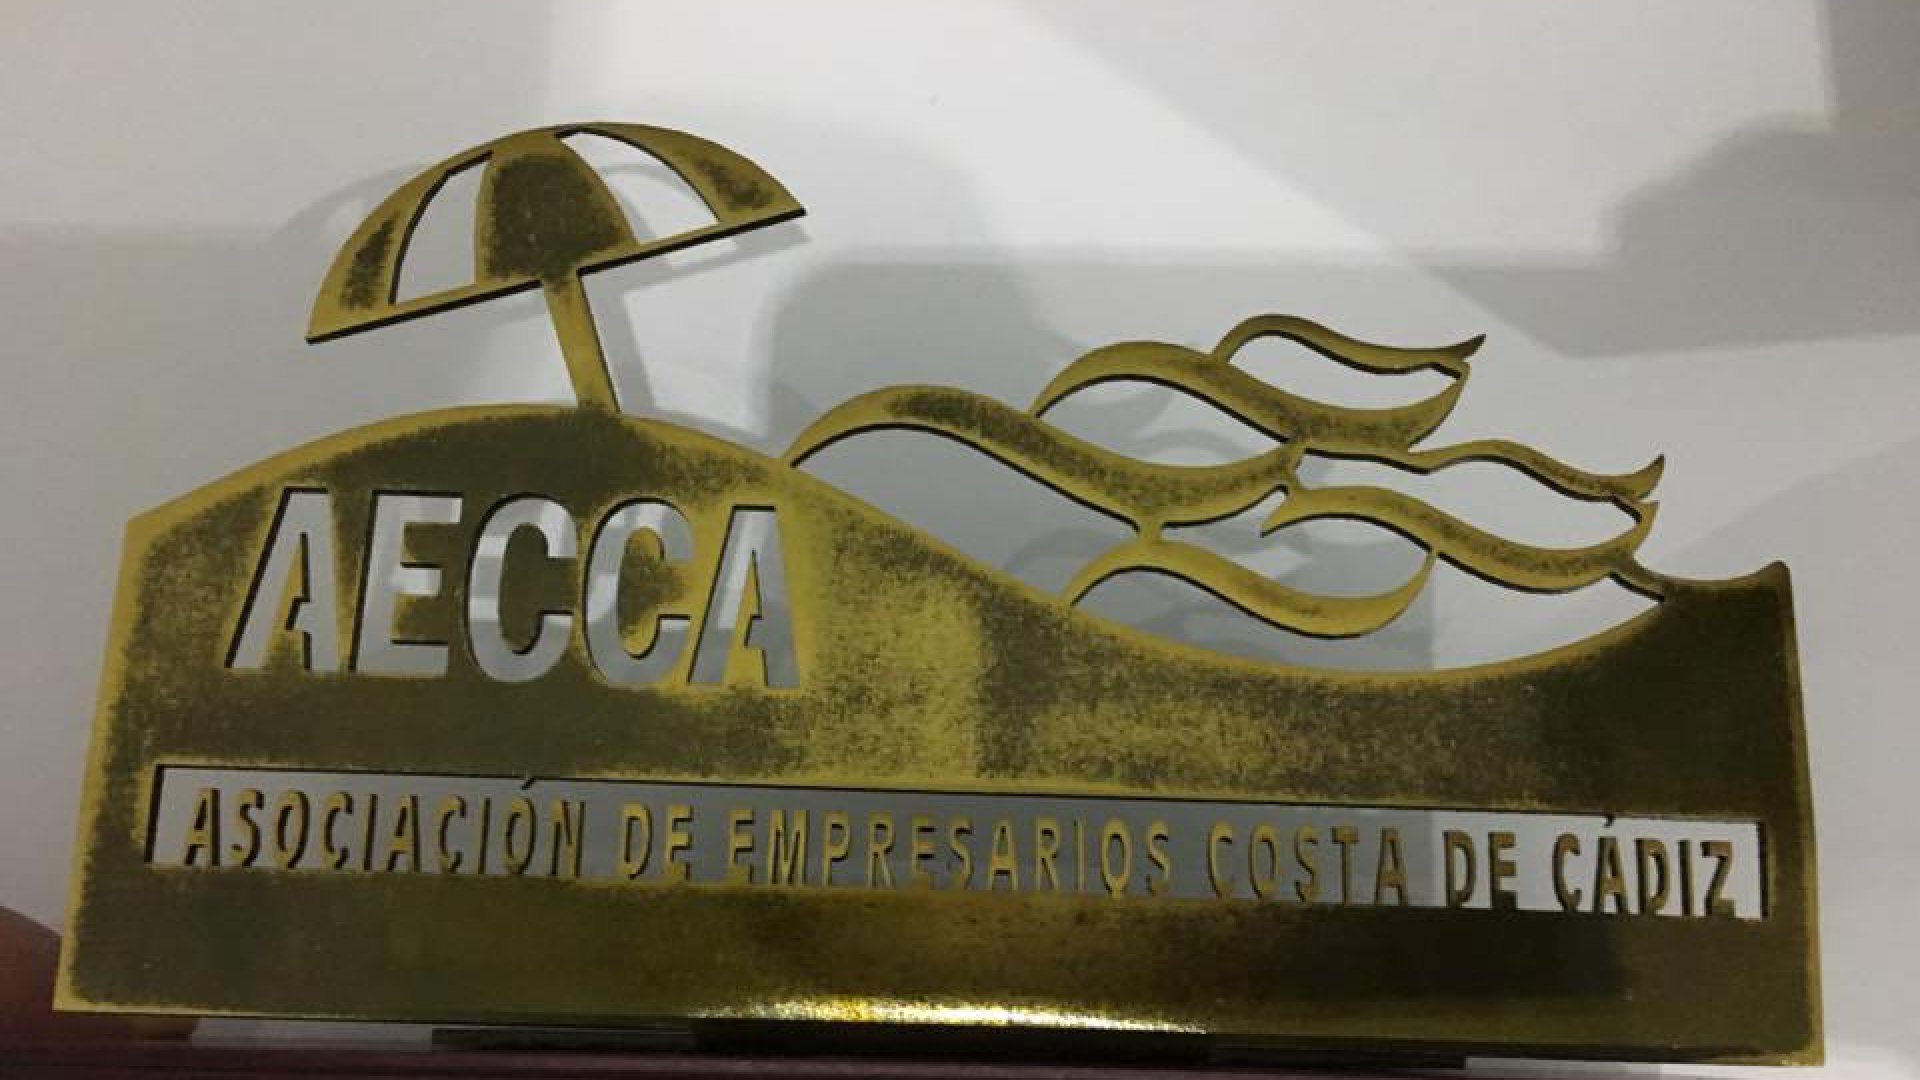 AECCA
ASOCIACIÓN DE EMPRESARIOS COSTA DE CÁDIZ